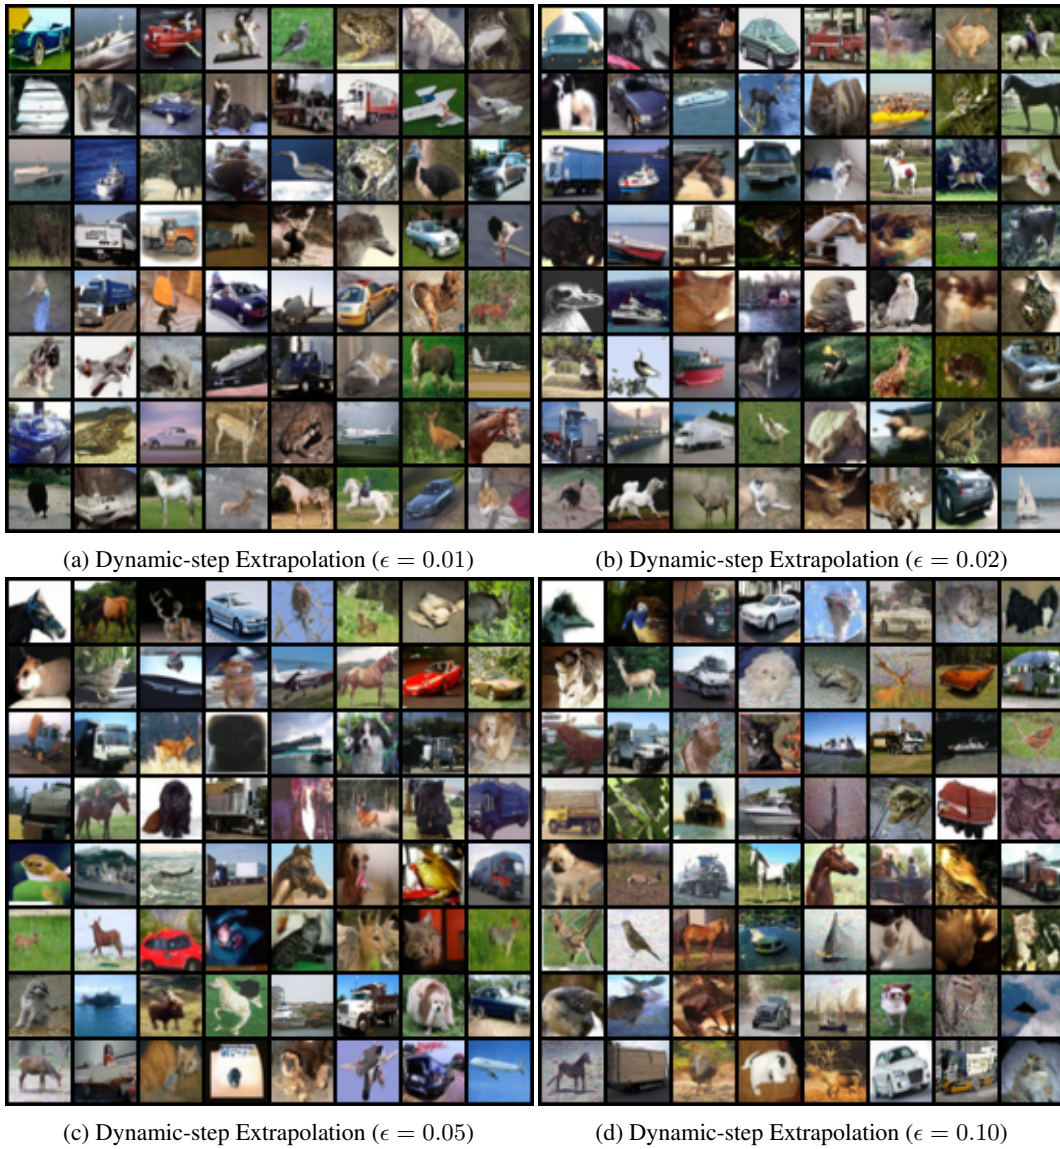 (a) Dynamic-step Extrapolation (ϵ = 0.01)
(b) Dynamic-step Extrapolation (ϵ = 0.02)
(c) Dynamic-step Extrapolation (ϵ = 0.05)
(d) Dynamic-step Extrapolation (ϵ = 0.10)